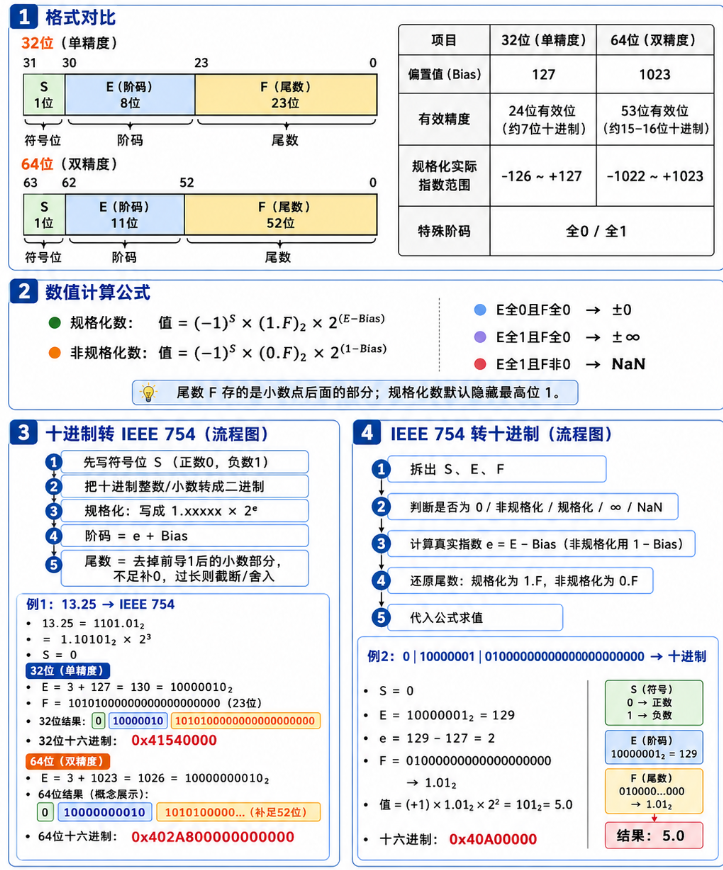 1 格式对比
32位 (单精度)
31 30 23 0
S E (阶码) F (尾数)
1位 8位 23位
符号位 阶码 尾数
64位 (双精度)
63 62 52 0
S E (阶码) F (尾数)
1位 11位 52位
符号位 阶码 尾数
项目 32位 (单精度) 64位 (双精度)
偏置值 (Bias) 127 1023
有效精度 24位有效位 (约7位十进制) 53位有效位 (约15–16位十进制)
规格化实际指数范围 –126 ~ +127 –1022 ~ +1023
特殊阶码 全0 / 全1
2 数值计算公式
规格化数: 值 = (−1)^S × (1.F)₂ × 2^(E−Bias)
非规格化数: 值 = (−1)^S × (0.F)₂ × 2^(1−Bias)
E全0且F全0 → ±0
E全1且F全0 → ±∞
E全1且F非0 → NaN
尾数 F 存的是小数点后面的部分；规格化数默认隐藏最高位 1。
3 十进制转 IEEE 754 (流程图)
1 先写符号位 S (正数0，负数1)
2 把十进制整数/小数转成二进制
3 规格化: 写成 1.xxxxx × 2ᵉ
4 阶码 = e + Bias
5 尾数 = 去掉前导1后的小数部分，
不足补0，过长则截断/舍入
例1: 13.25 → IEEE 754
• 13.25 = 1101.01₂
• = 1.10101₂ × 2³
• S = 0
32位 (单精度)
• E = 3 + 127 = 130 = 10000010₂
• F = 10101000000000000000000 (23位)
• 32位结果: 0 10000010 10101000000000000000000
• 32位十六进制: 0x41540000
64位 (双精度)
• E = 3 + 1023 = 1026 = 10000000010₂
• 64位结果 (概念展示):
0 10000000010 1010100000... (补足52位)
• 64位十六进制: 0x402A800000000000
4 IEEE 754 转十进制 (流程图)
1 拆出 S、E、F
2 判断是否为 0 / 非规格化 / 规格化 / ∞ / NaN
3 计算真实指数 e = E – Bias (非规格化用 1 – Bias)
4 还原尾数: 规格化为 1.F, 非规格化为 0.F
5 代入公式求值
例2: 0 | 10000001 | 01000000000000000000000 → 十进制
• S = 0
• E = 10000001₂ = 129
• e = 129 – 127 = 2
• F = 01000000000000000000000
→ 1.01₂
• 值 = (+1) × 1.01₂ × 2² = 101₂ = 5.0
• 十六进制: 0x40A00000
S (符号)
0 → 正数
1 → 负数
E (阶码)
10000001₂ = 129
F (尾数)
010000...000
→ 1.01₂
结果: 5.0